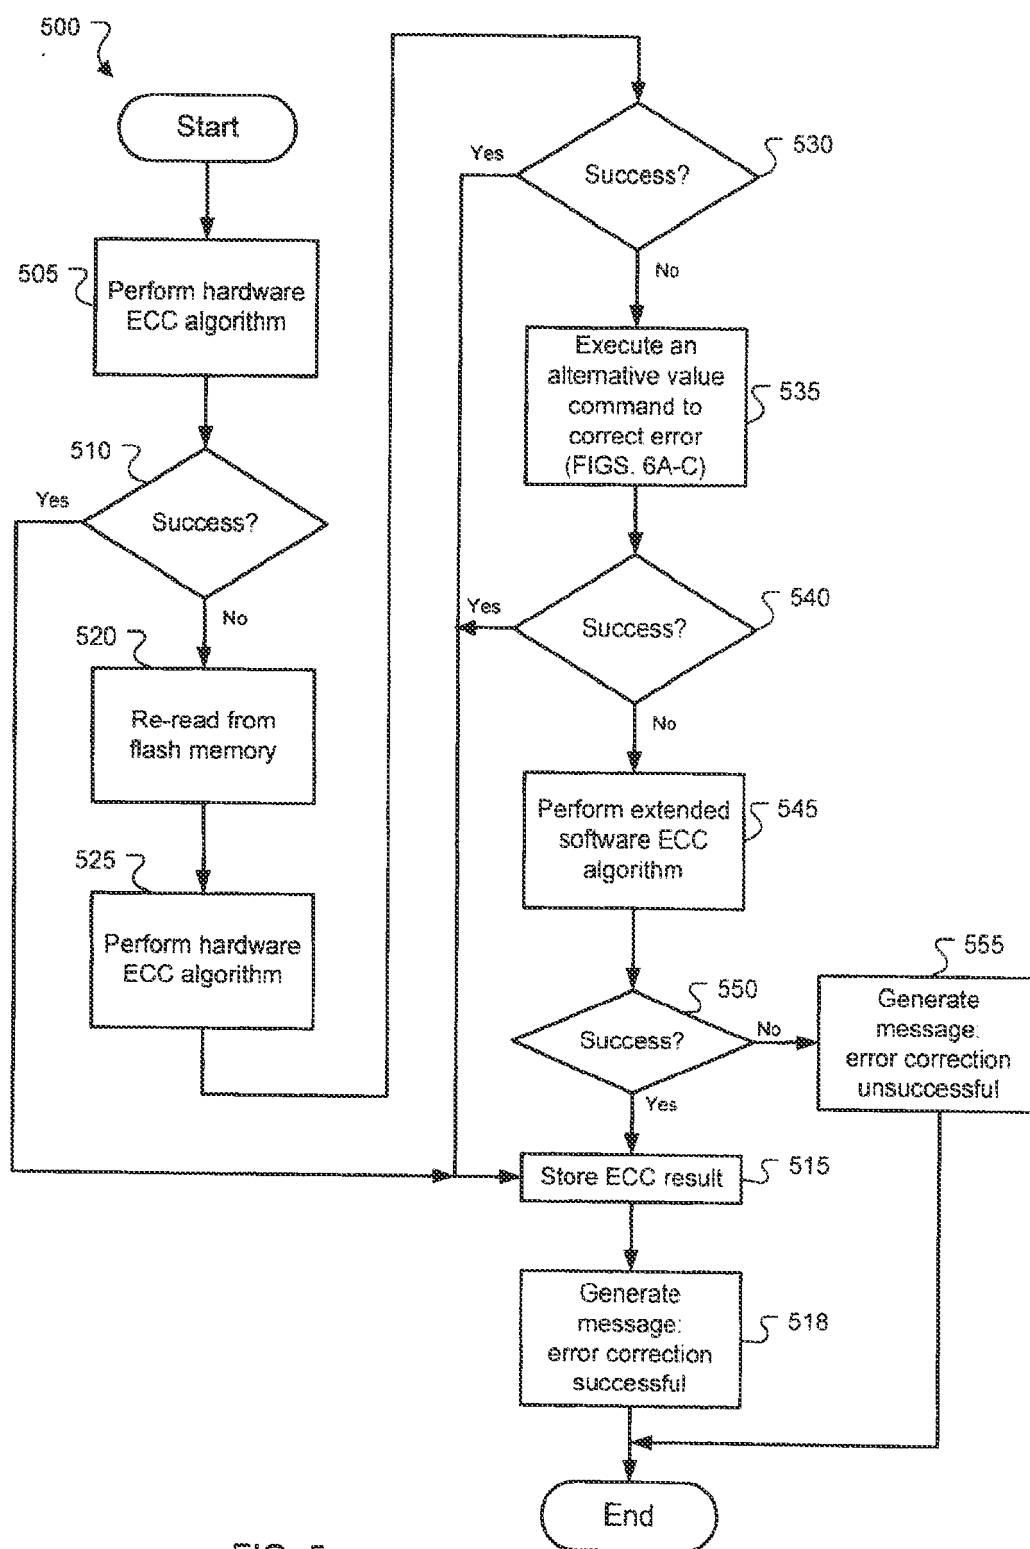 500
Start
505
Perform hardware
ECC algorithm
510
Yes
Success?
No
520
Re-read from
flash memory
525
Perform hardware
ECC algorithm
Yes
Success?
530
No
Execute an
alternative value
command to
correct error
(FIGS. 6A-C)
535
Yes
Success?
540
No
Perform extended
software ECC
algorithm
545
550
Success?
No
Yes
555
Generate
message:
error correction
unsuccessful
Store ECC result
515
Generate
message:
error correction
successful
518
End